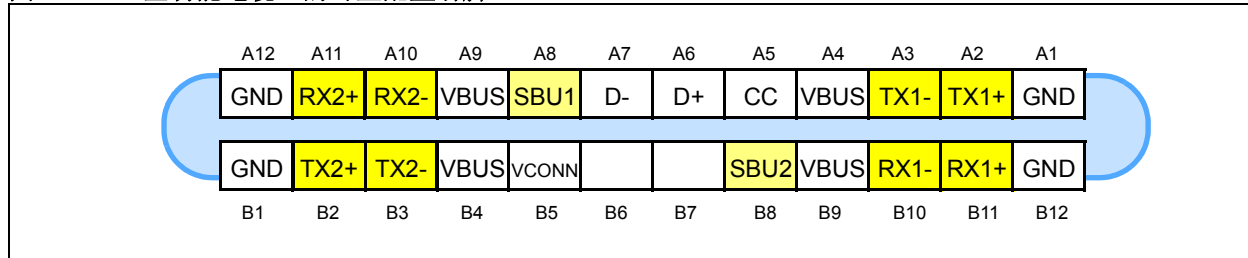 A12 A11 A10 A9 A8 A7 A6 A5 A4 A3 A2 A1
GND RX2+ RX2- VBUS SBU1 D- D+ CC VBUS TX1- TX1+ GND
GND TX2+ TX2- VBUS VCONN SBU2 VBUS RX1- RX1+ GND
B1 B2 B3 B4 B5 B6 B7 B8 B9 B10 B11 B12